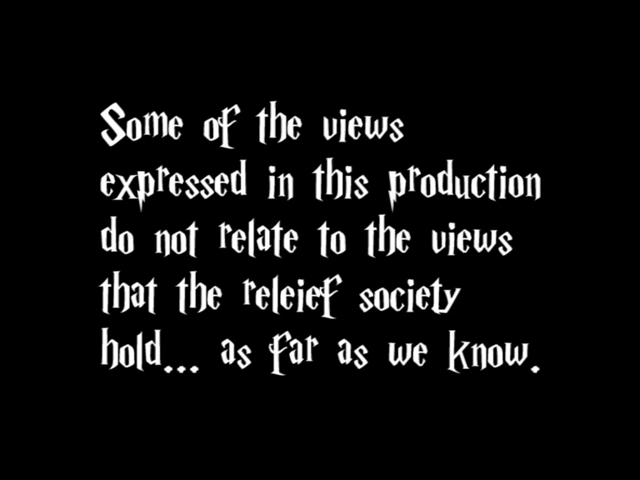 Some of the views
expressed in this production
do not relate to the views
that the releief society
hold... as far as we know.